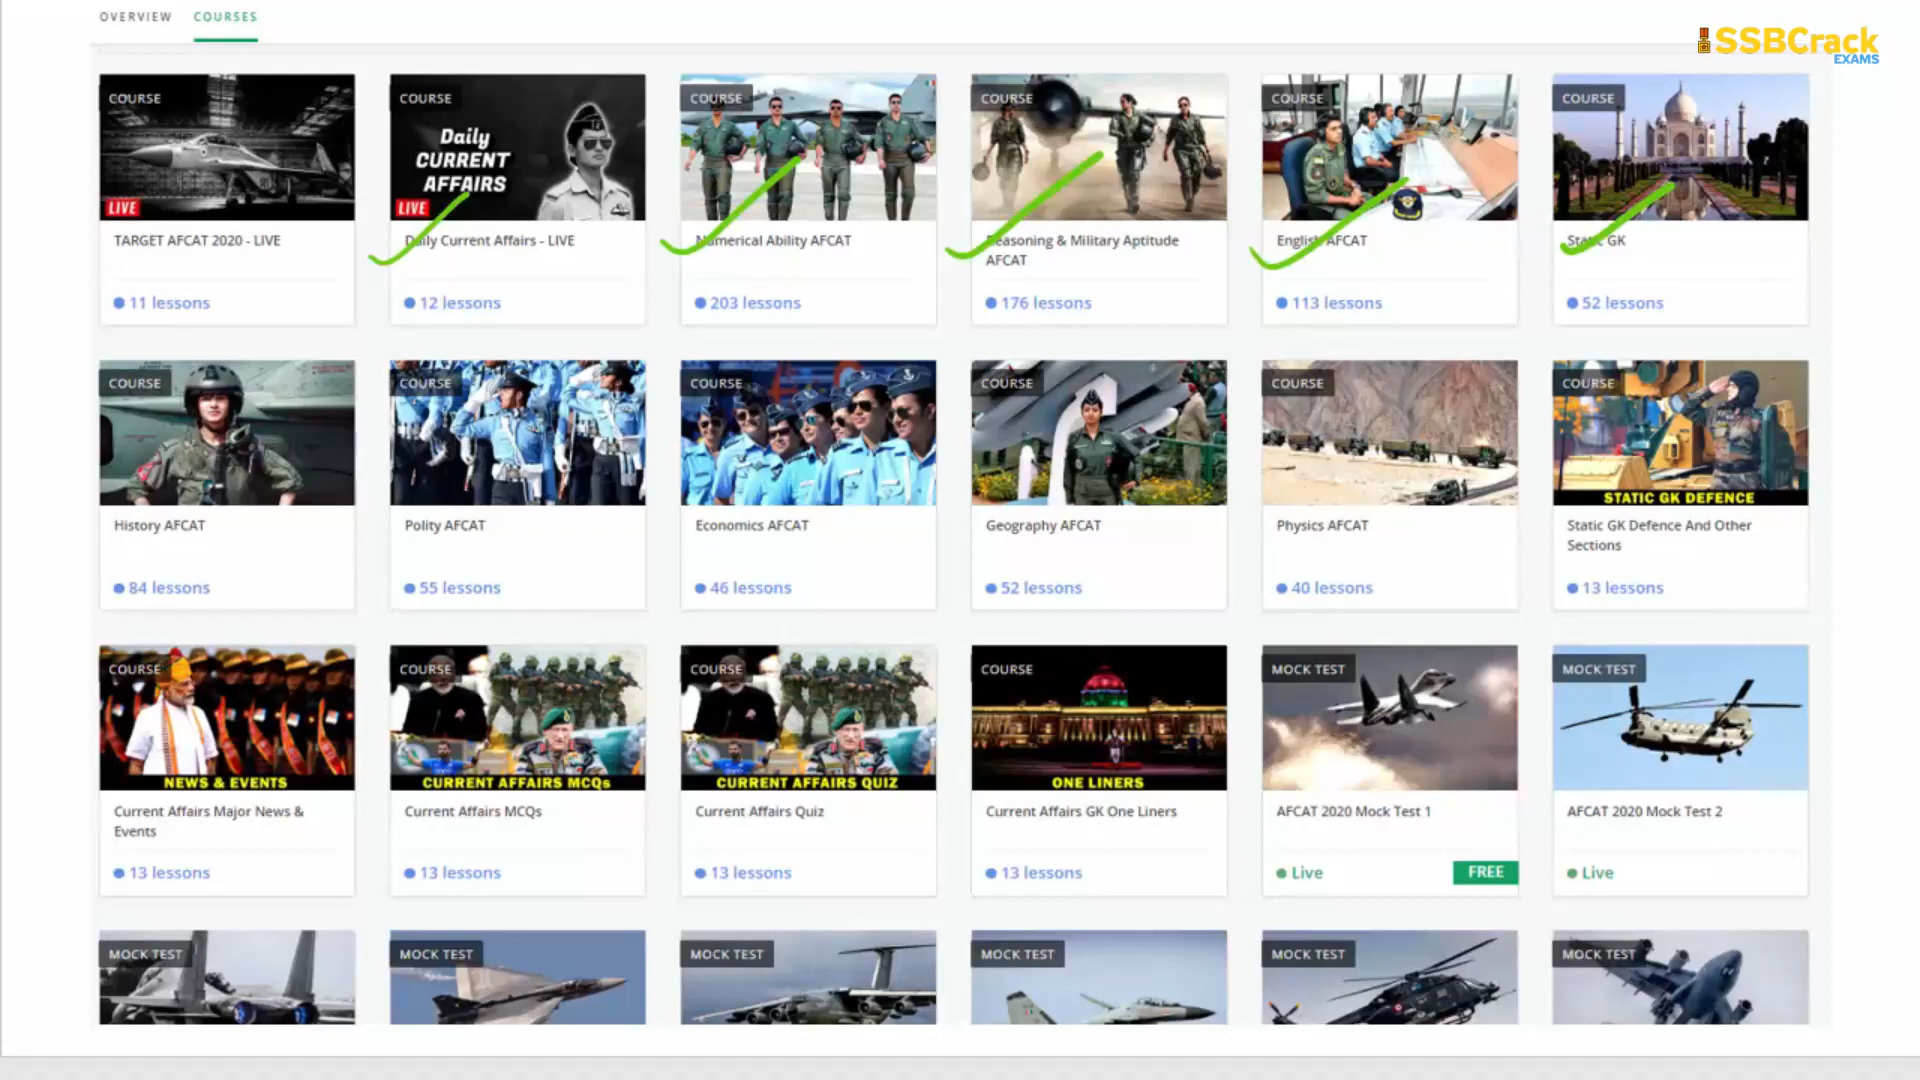 OVERVIEW COURSES
SSBCrack
EXAMS
COURSE COURSE COURSE COURSE COURSE COURSE
Daily
CURRENT
AFFAIRS
LIVE LIVE
TARGET AFCAT 2020 - LIVE
Daily Current Affairs - LIVE
Numerical Ability AFCAT
Reasoning & Military Aptitude
AFCAT
English AFCAT
Static GK
11 lessons
12 lessons
203 lessons
176 lessons
113 lessons
52 lessons
COURSE COURSE COURSE COURSE COURSE COURSE
STATIC GK DEFENCE
History AFCAT
Polity AFCAT
Economics AFCAT
Geography AFCAT
Physics AFCAT
Static GK Defence And Other
Sections
84 lessons
55 lessons
46 lessons
52 lessons
40 lessons
13 lessons
COURSE COURSE COURSE COURSE MOCK TEST MOCK TEST
NEWS & EVENTS
CURRENT AFFAIRS MCQs
CURRENT AFFAIRS QUIZ
ONE LINERS
Current Affairs Major News &
Events
Current Affairs MCQs
Current Affairs Quiz
Current Affairs GK One Liners
AFCAT 2020 Mock Test 1
AFCAT 2020 Mock Test 2
13 lessons
13 lessons
13 lessons
13 lessons
Live FREE
Live
MOCK TEST MOCK TEST MOCK TEST MOCK TEST MOCK TEST MOCK TEST